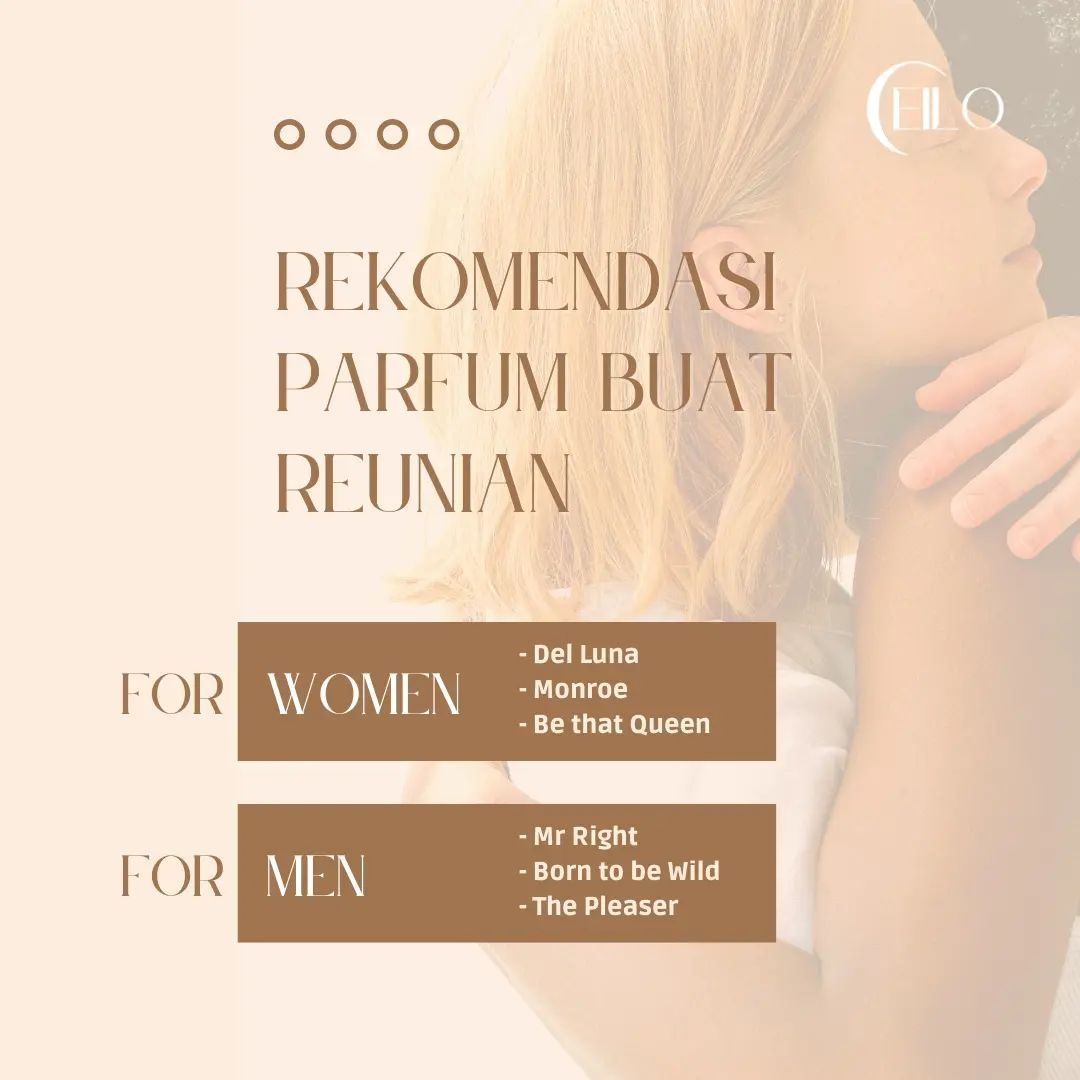 CEILO
REKOMENDASI
PARFUM BUAT
REUNIAN
FOR WOMEN
- Del Luna
- Monroe
- Be that Queen
FOR MEN
- Mr Right
- Born to be Wild
- The Pleaser